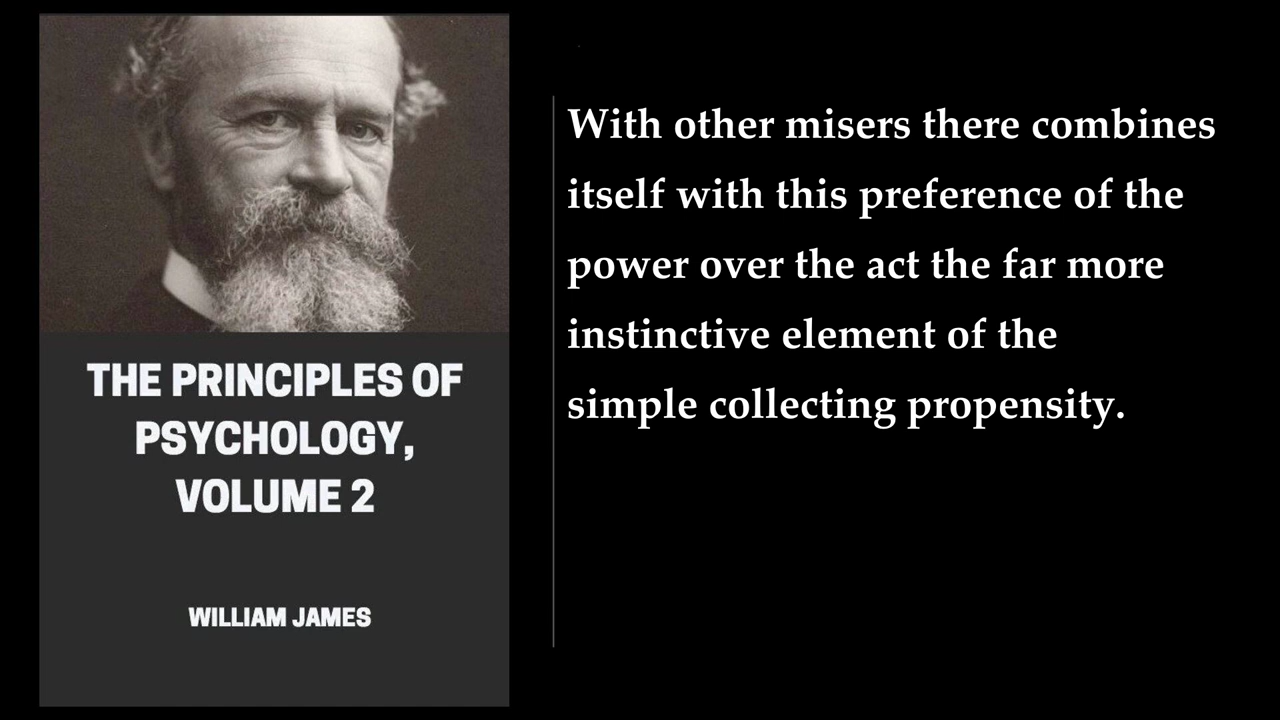 THE PRINCIPLES OF
PSYCHOLOGY,
VOLUME 2
WILLIAM JAMES
With other misers there combines
itself with this preference of the
power over the act the far more
instinctive element of the
simple collecting propensity.